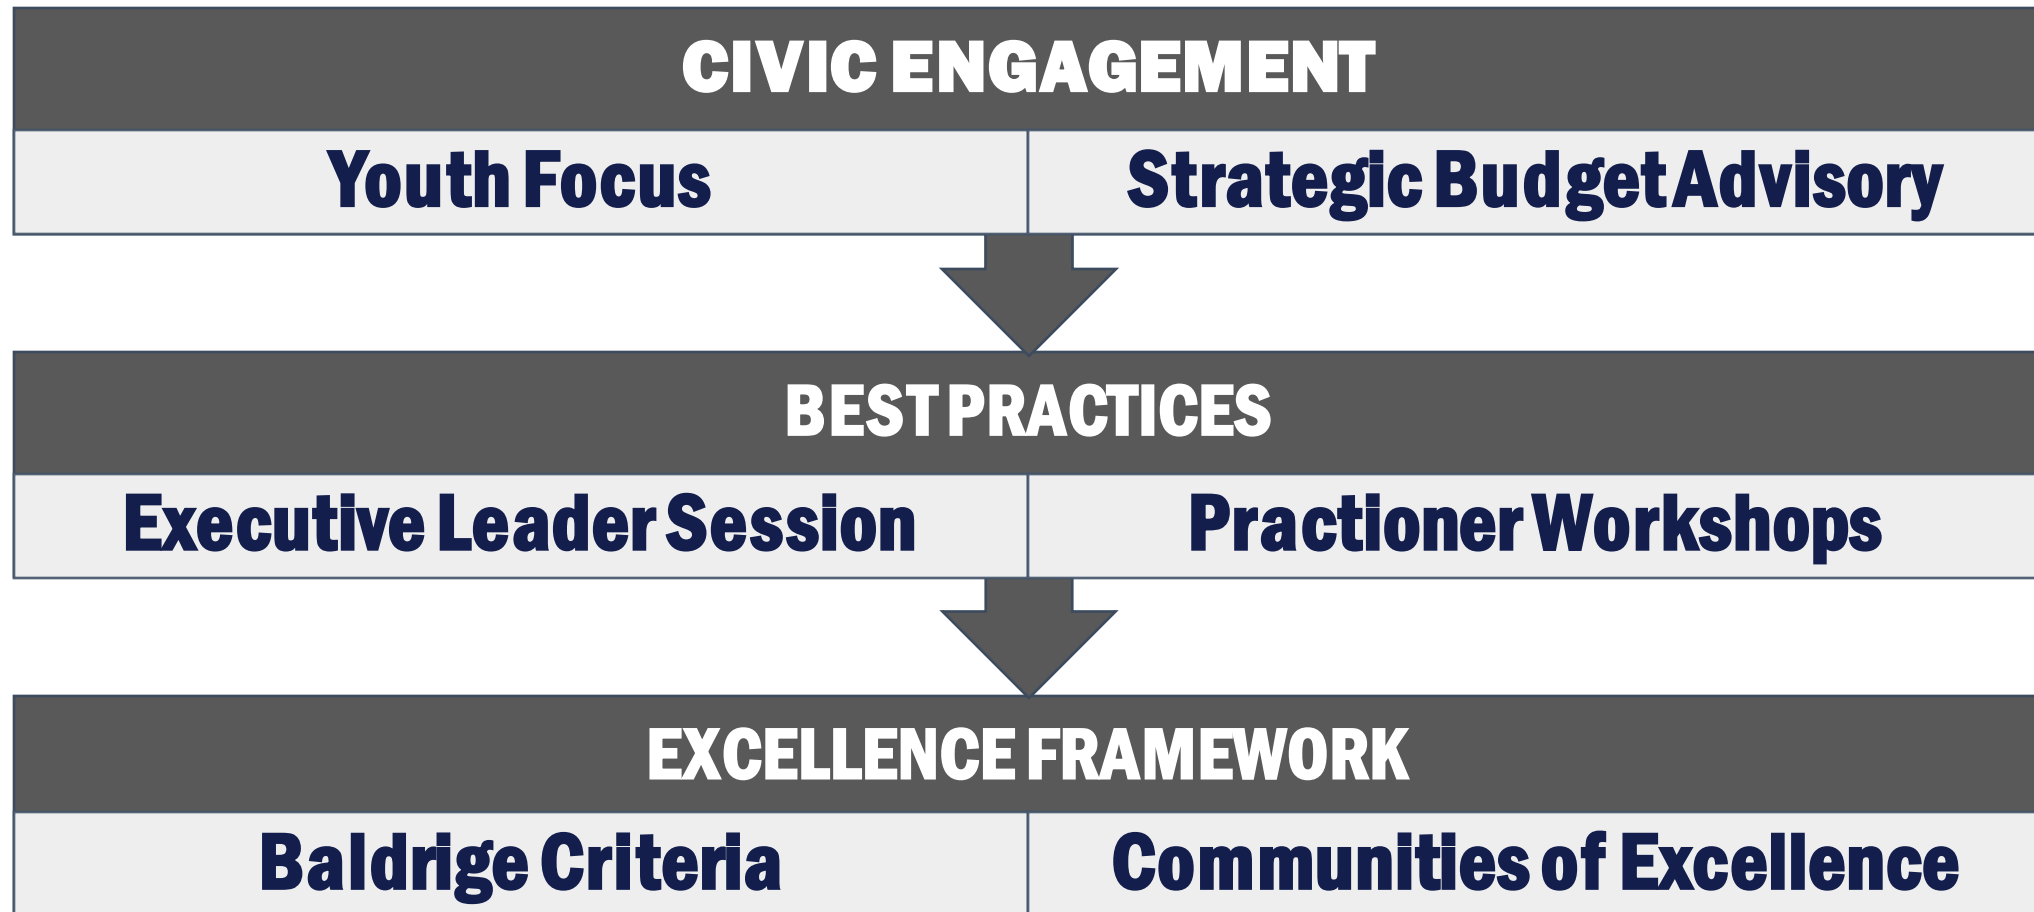 CIVIC ENGAGEMENT
Youth Focus
Strategic Budget Advisory
BEST PRACTICES
Executive Leader Session
Practioner Workshops
EXCELLENCE FRAMEWORK
Baldrige Criteria
Communities of Excellence